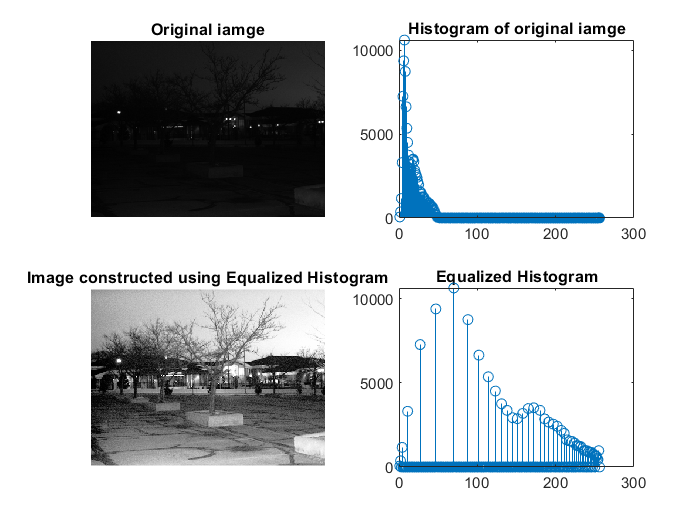 Original iamge
Histogram of original iamge
10000
5000
0
0 100 200 300
Image constructed using Equalized Histogram
Equalized Histogram
10000
5000
0
0 100 200 300